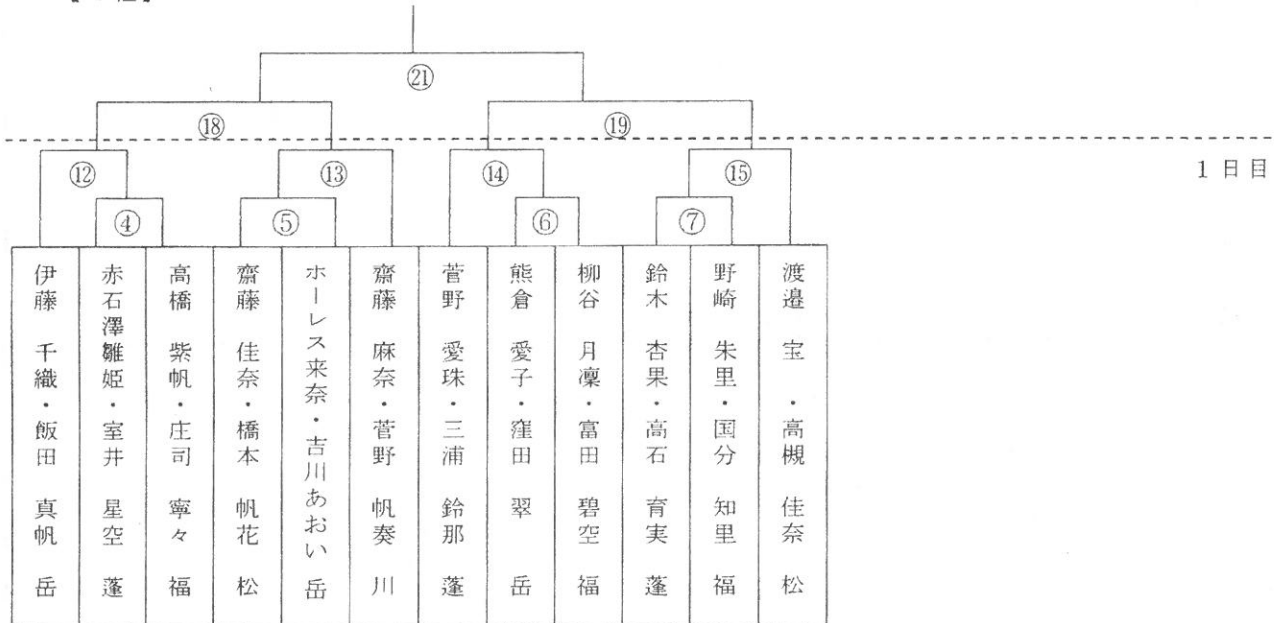 ㉑
⑱
⑲
⑫
⑬
⑭
⑮
1日目
④
⑤
⑥
⑦
伊藤 千織・飯田 真帆 岳
赤石澤雛姫・室井 星空 蓬
高橋 紫帆・庄司 寧々 福
齋藤 佳奈・橋本 帆花 松
ホーレス来奈・吉川あおい 岳
齋藤 麻奈・菅野 帆奏 川
菅野 愛珠・三浦 鈴那 蓬
熊倉 愛子・窪田 翠 岳
柳谷 月凜・富田 碧空 福
鈴木 杏果・高石 育実 蓬
野崎 朱里・国分 知里 福
渡邉 宝 ・高槻 佳奈 松